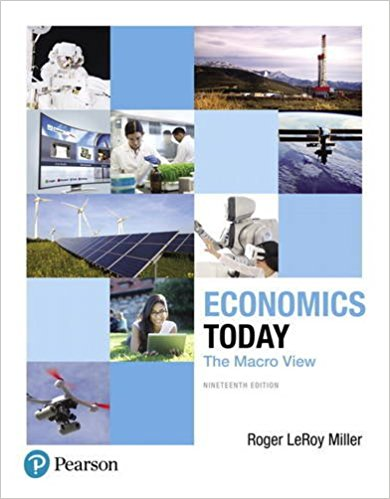 ECONOMICS
TODAY
The Macro View
NINETEENTH EDITION
Roger LeRoy Miller
Pearson